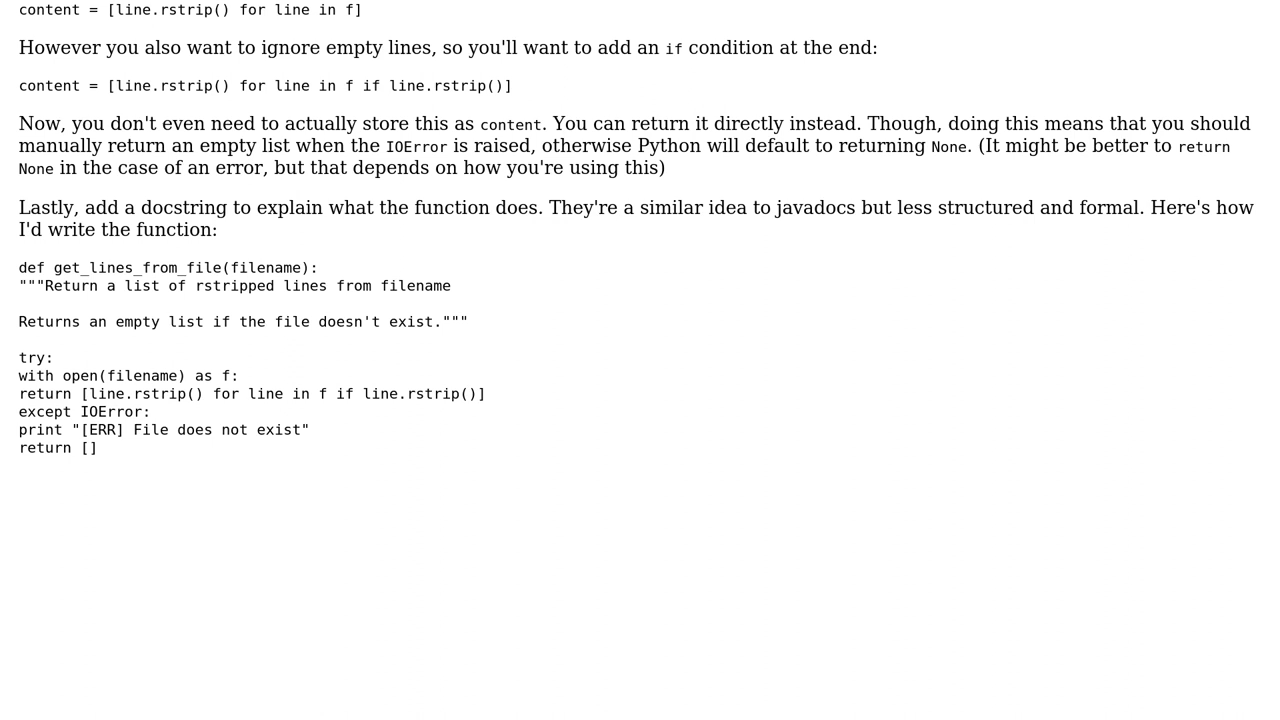 content = [line.rstrip() for line in f]
However you also want to ignore empty lines, so you'll want to add an if condition at the end:
content = [line.rstrip() for line in f if line.rstrip()]
Now, you don't even need to actually store this as content. You can return it directly instead. Though, doing this means that you should
manually return an empty list when the IOError is raised, otherwise Python will default to returning None. (It might be better to return
None in the case of an error, but that depends on how you're using this)
Lastly, add a docstring to explain what the function does. They're a similar idea to javadocs but less structured and formal. Here's how
I'd write the function:
def get_lines_from_file(filename):
"""Return a list of rstripped lines from filename
Returns an empty list if the file doesn't exist."""
try:
with open(filename) as f:
return [line.rstrip() for line in f if line.rstrip()]
except IOError:
print "[ERR] File does not exist"
return []